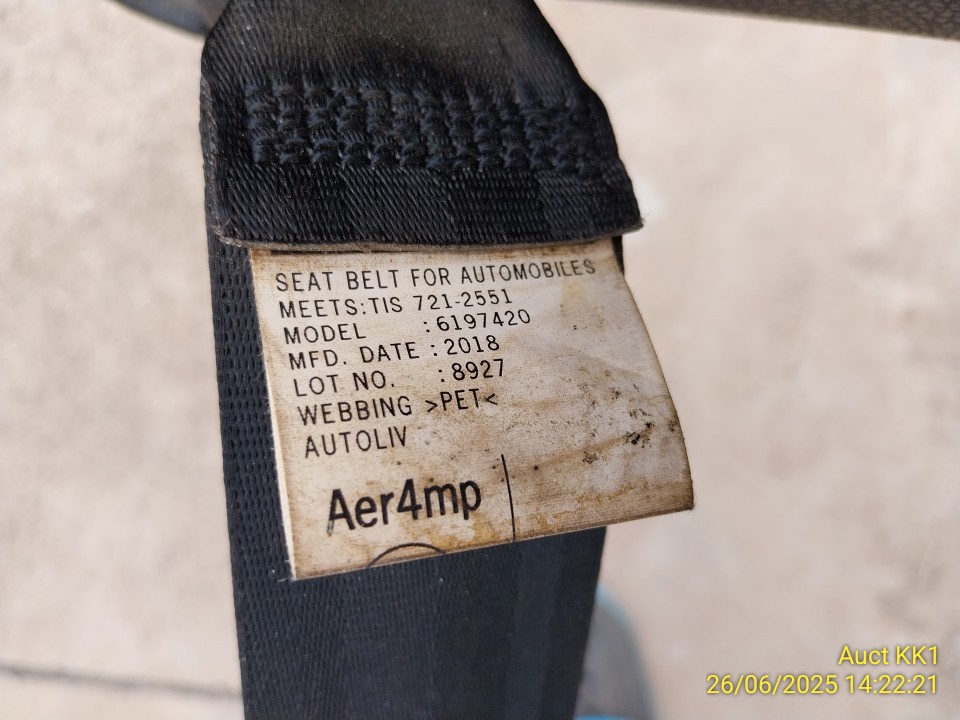 SEAT BELT FOR AUTOMOBILES
MEETS:TIS 721-2551
MODEL :6197420
MFD. DATE :2018
LOT NO. :8927
WEBBING >PET<
AUTOLIV
Aer4mp
Auct KK1
26/06/2025 14:22:21